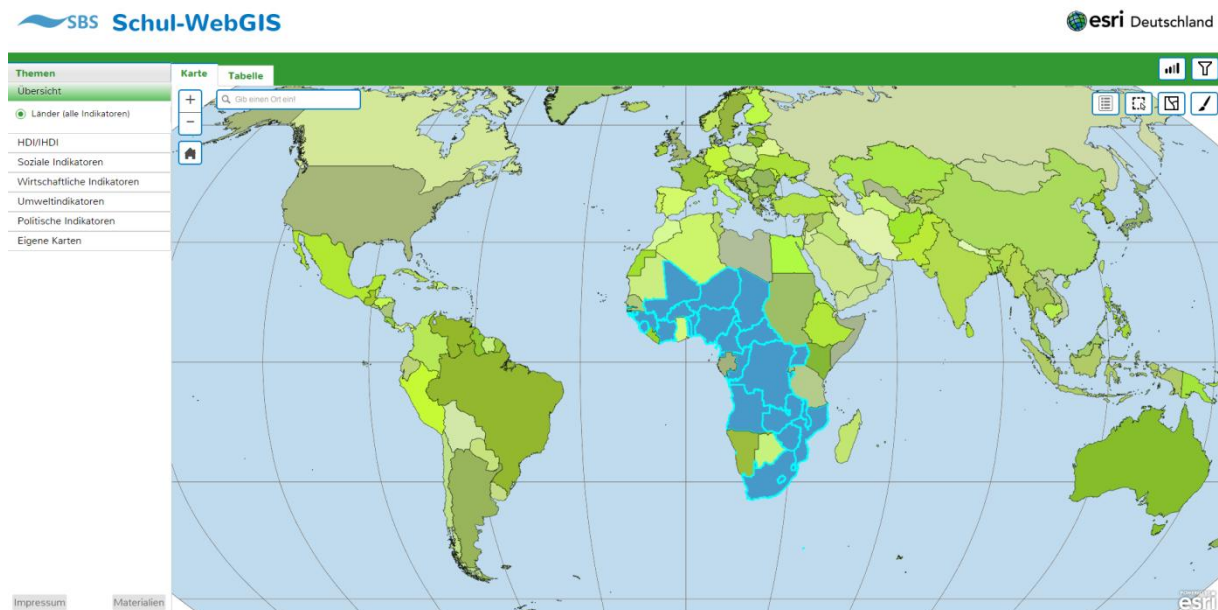 SBS Schul-WebGIS
esri Deutschland
Themen
Übersicht
Länder (alle Indikatoren)
HDI/IHDI
Soziale Indikatoren
Wirtschaftliche Indikatoren
Umweltindikatoren
Politische Indikatoren
Eigene Karten
Karte
Tabelle
+
Gib einen Ort ein!
−
Impressum
Materialien
esri